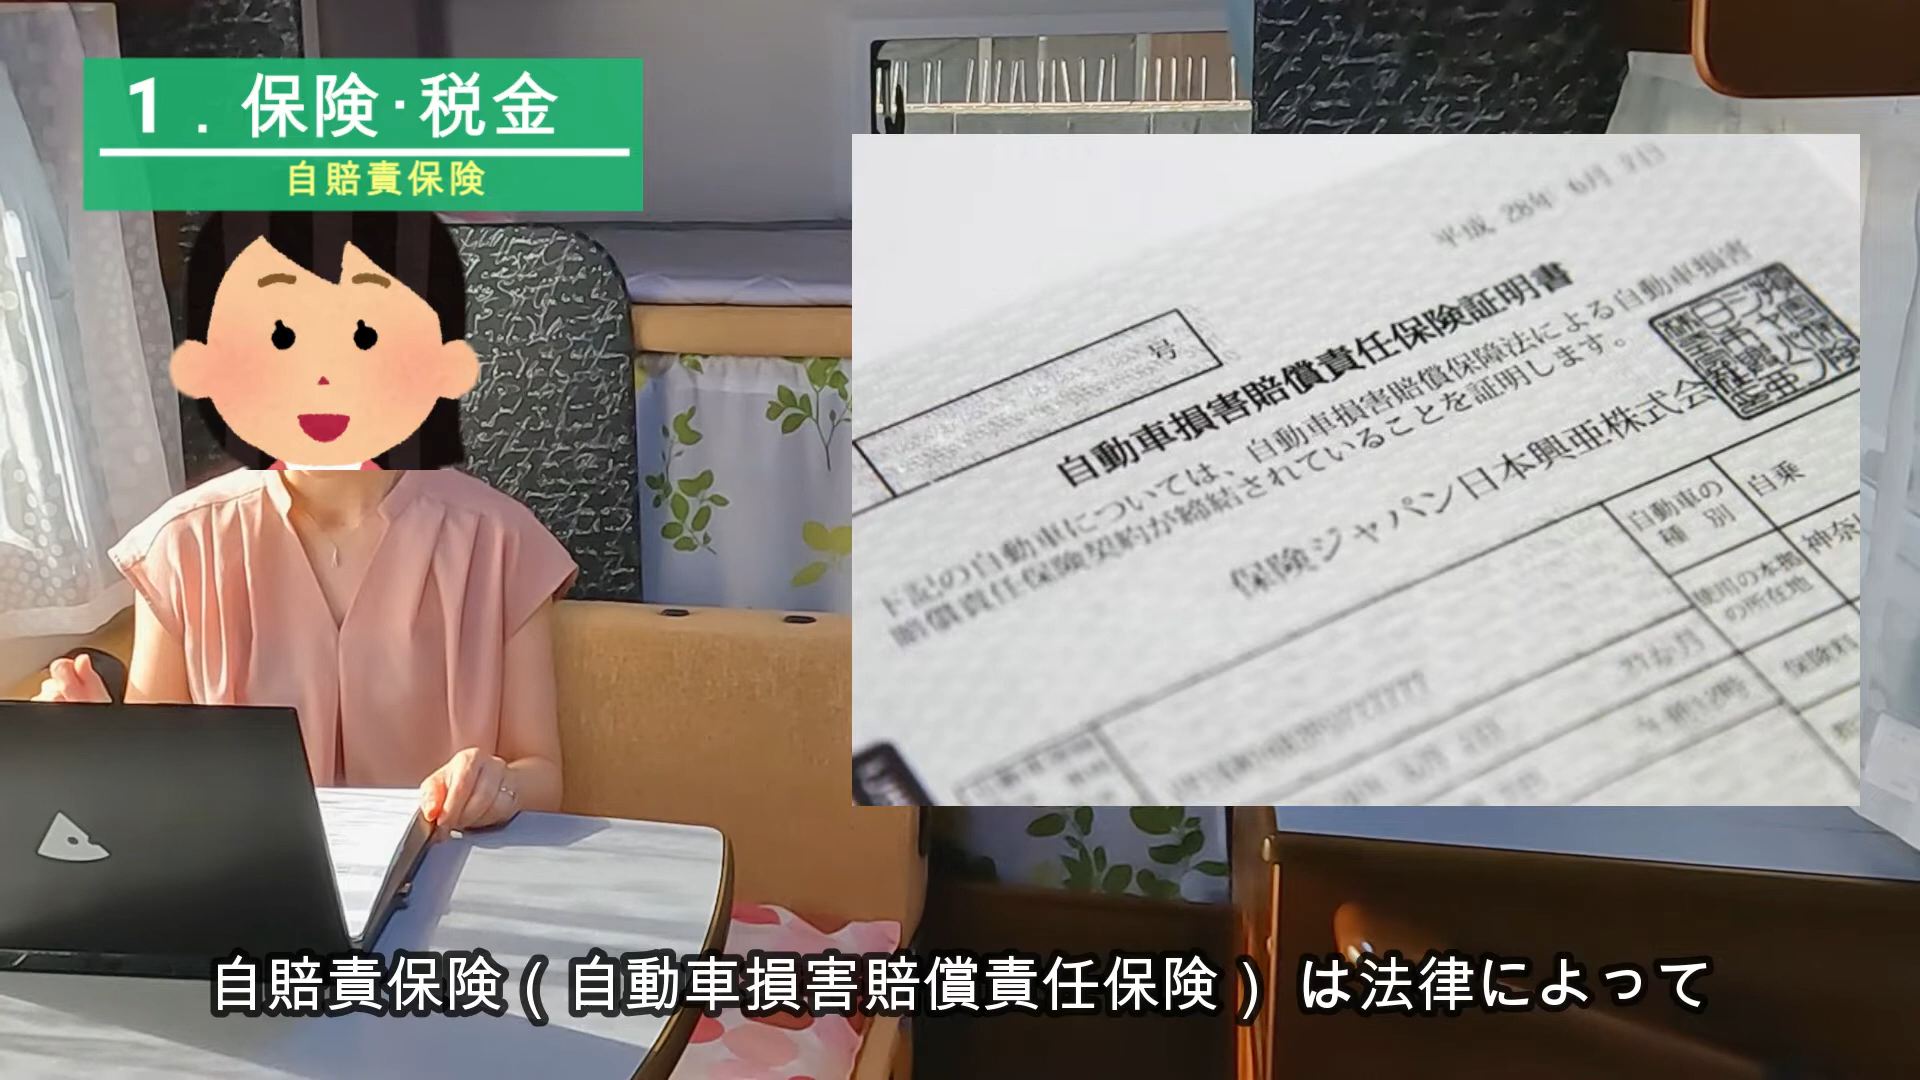 1．保険·税金
自賠責保険
平成 28年 6月 7日
号
自動車損害賠償責任保険証明書
下記の自動車については、自動車損害賠償保障法による自動車損害
賠償責任保険契約が締結されていることを証明します。
保険ジャパン日本興亜株式会社
自動車の
種 別
自乗
使用の本拠
の所在地
神奈
保険料
自賠責保険（自動車損害賠償責任保険）は法律によって